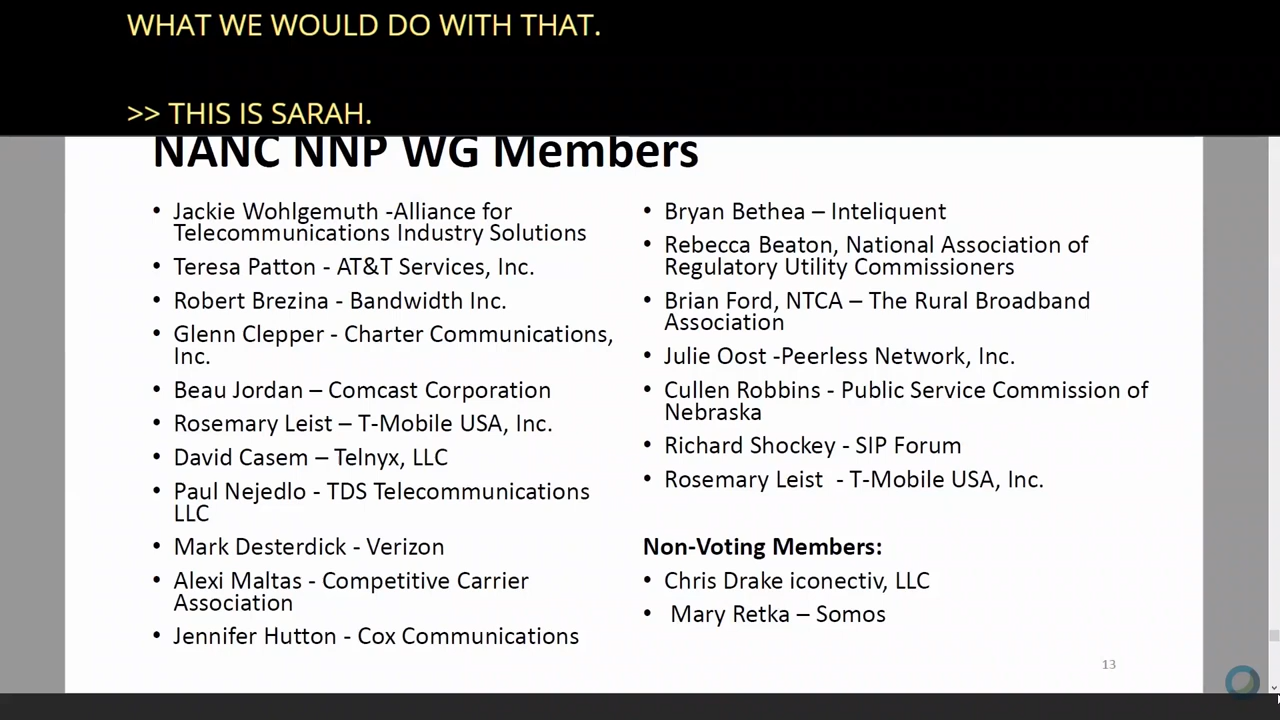 WHAT WE WOULD DO WITH THAT.
>> THIS IS SARAH.
NANC NNP WG Members
• Jackie Wohlgemuth -Alliance for
Telecommunications Industry Solutions
• Teresa Patton - AT&T Services, Inc.
• Robert Brezina - Bandwidth Inc.
• Glenn Clepper - Charter Communications,
Inc.
• Beau Jordan – Comcast Corporation
• Rosemary Leist – T-Mobile USA, Inc.
• David Casem – Telnyx, LLC
• Paul Nejedlo - TDS Telecommunications
LLC
• Mark Desterdick - Verizon
• Alexi Maltas - Competitive Carrier
Association
• Jennifer Hutton - Cox Communications
• Bryan Bethea – Inteliquent
• Rebecca Beaton, National Association of
Regulatory Utility Commissioners
• Brian Ford, NTCA – The Rural Broadband
Association
• Julie Oost -Peerless Network, Inc.
• Cullen Robbins - Public Service Commission of
Nebraska
• Richard Shockey - SIP Forum
• Rosemary Leist - T-Mobile USA, Inc.
Non-Voting Members:
• Chris Drake iconectiv, LLC
• Mary Retka – Somos
13